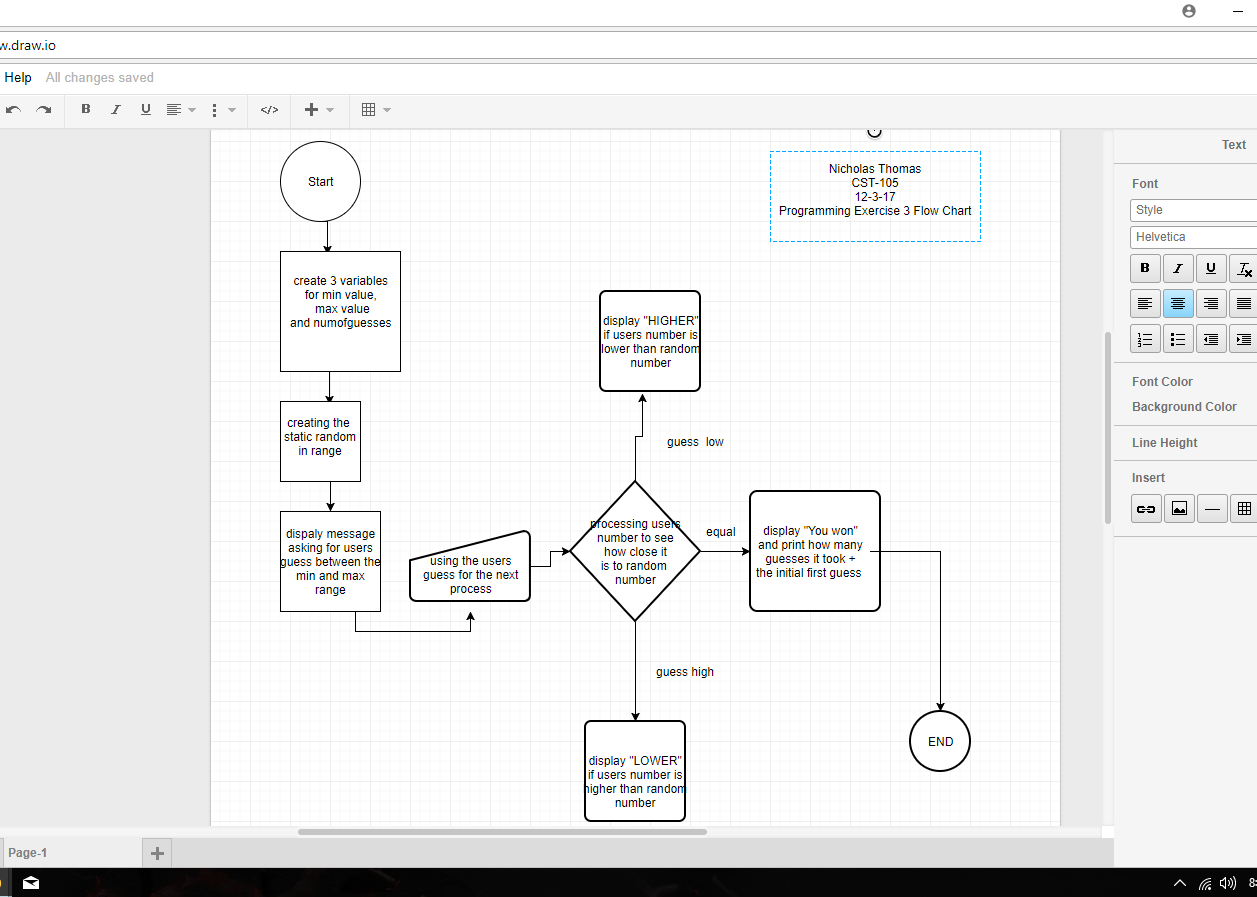 w.draw.io
Help All changes saved
B I U </>
Text
Start
Nicholas Thomas
CST-105
12-3-17
Programming Exercise 3 Flow Chart
Font
Style
Helvetica
B I U Tx
create 3 variables
for min value,
max value
and numofguesses
display "HIGHER"
if users number is
lower than random
number
Font Color
Background Color
creating the
static random
in range
guess low
Line Height
Insert
dispaly message
asking for users
guess between the
min and max
range
using the users
guess for the next
process
processing users
number to see
how close it
is to random
number
equal
display "You won"
and print how many
guesses it took +
the initial first guess
guess high
display "LOWER"
if users number is
higher than random
number
END
Page-1